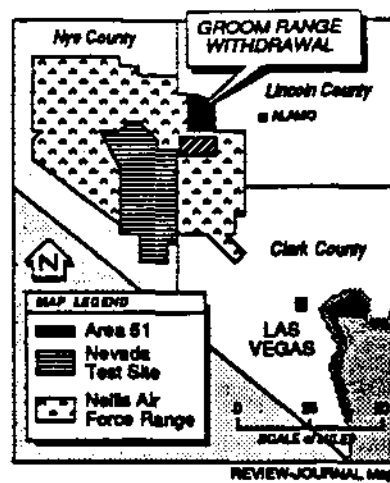 GROOM RANGE
WITHDRAWAL
Nye County
Lincoln County
ALAMO
Clark County
N
MAP LEGEND
Area 51
Nevada
Test Site
Nellis Air
Force Range
LAS
VEGAS
0
SCALE of MILES
REVIEW-JOURNAL